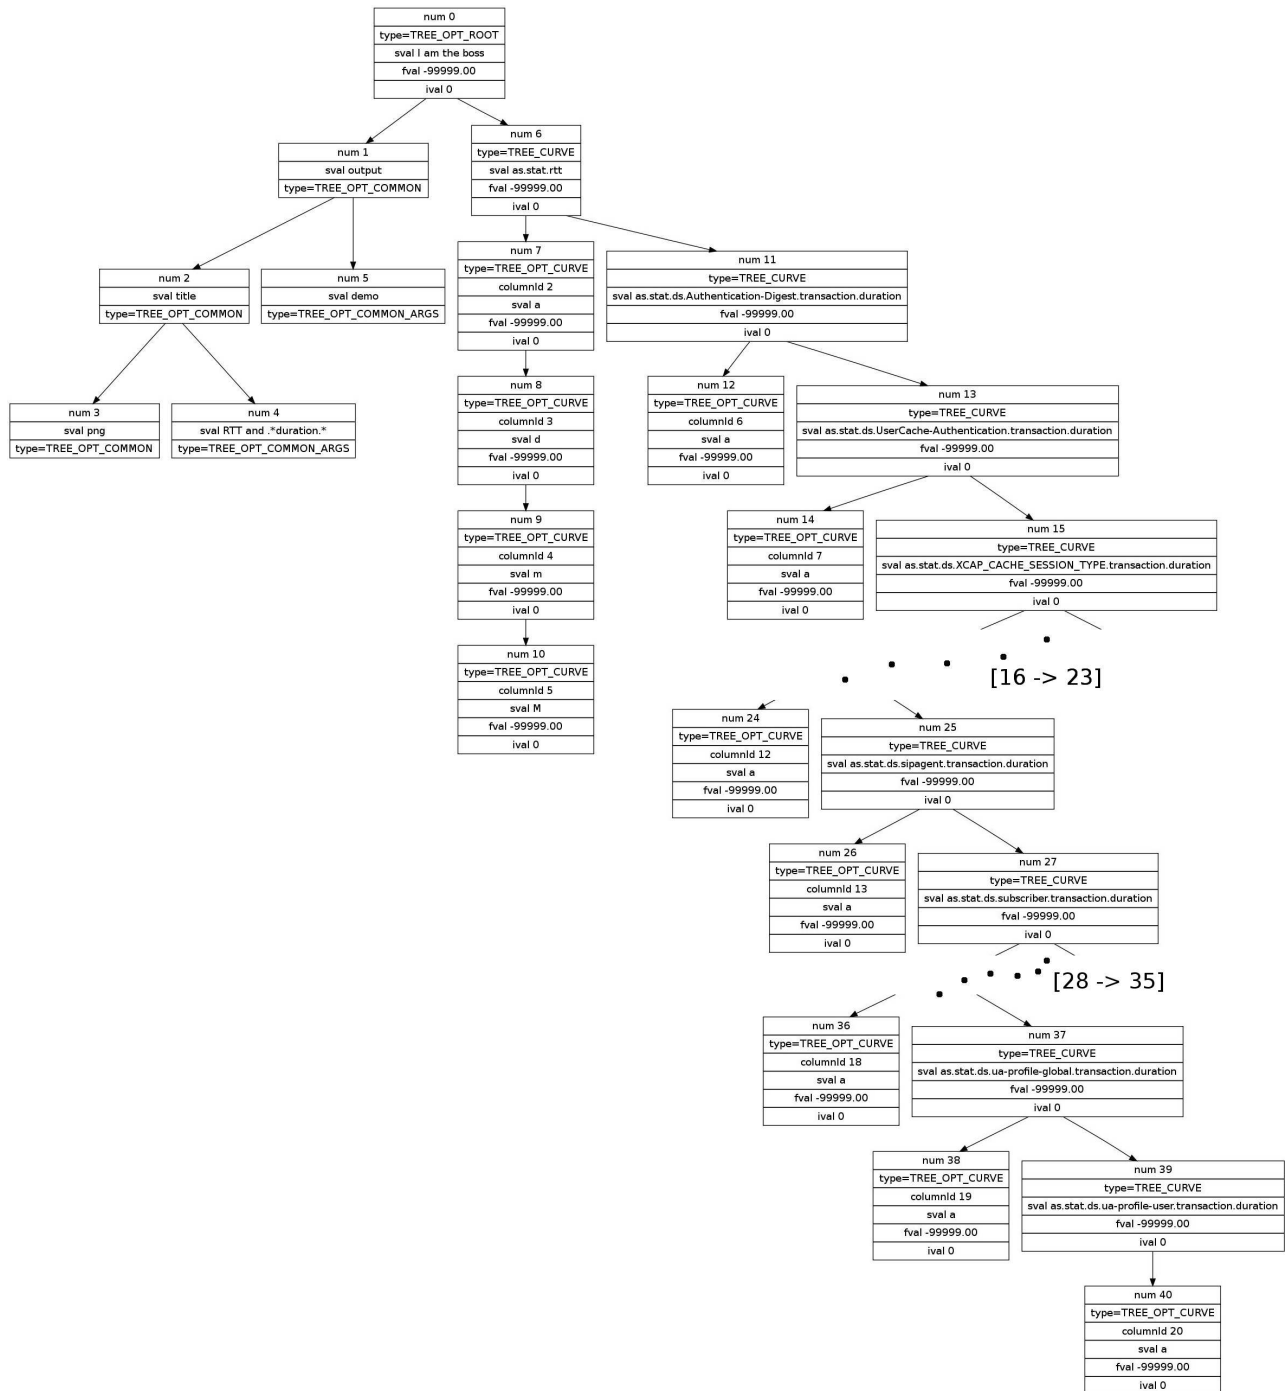 num 0
type=TREE_OPT_ROOT
sval I am the boss
fval -99999.00
ival 0
num 1
sval output
type=TREE_OPT_COMMON
num 6
type=TREE_CURVE
sval as.stat.rtt
fval -99999.00
ival 0
num 2
sval title
type=TREE_OPT_COMMON
num 5
sval demo
type=TREE_OPT_COMMON_ARGS
num 7
type=TREE_OPT_CURVE
columnId 2
sval a
fval -99999.00
ival 0
num 11
type=TREE_CURVE
sval as.stat.ds.Authentication-Digest.transaction.duration
fval -99999.00
ival 0
num 3
sval png
type=TREE_OPT_COMMON
num 4
sval RTT and .*duration.*
type=TREE_OPT_COMMON_ARGS
num 8
type=TREE_OPT_CURVE
columnId 3
sval d
fval -99999.00
ival 0
num 12
type=TREE_OPT_CURVE
columnId 6
sval a
fval -99999.00
ival 0
num 13
type=TREE_CURVE
sval as.stat.ds.UserCache-Authentication.transaction.duration
fval -99999.00
ival 0
num 9
type=TREE_OPT_CURVE
columnId 4
sval m
fval -99999.00
ival 0
num 14
type=TREE_OPT_CURVE
columnId 7
sval a
fval -99999.00
ival 0
num 15
type=TREE_CURVE
sval as.stat.ds.XCAP_CACHE_SESSION_TYPE.transaction.duration
fval -99999.00
ival 0
num 10
type=TREE_OPT_CURVE
columnId 5
sval M
fval -99999.00
ival 0
[16 -> 23]
num 24
type=TREE_OPT_CURVE
columnId 12
sval a
fval -99999.00
ival 0
num 25
type=TREE_CURVE
sval as.stat.ds.sipagent.transaction.duration
fval -99999.00
ival 0
num 26
type=TREE_OPT_CURVE
columnId 13
sval a
fval -99999.00
ival 0
num 27
type=TREE_CURVE
sval as.stat.ds.subscriber.transaction.duration
fval -99999.00
ival 0
[28 -> 35]
num 36
type=TREE_OPT_CURVE
columnId 18
sval a
fval -99999.00
ival 0
num 37
type=TREE_CURVE
sval as.stat.ds.ua-profile-global.transaction.duration
fval -99999.00
ival 0
num 38
type=TREE_OPT_CURVE
columnId 19
sval a
fval -99999.00
ival 0
num 39
type=TREE_CURVE
sval as.stat.ds.ua-profile-user.transaction.duration
fval -99999.00
ival 0
num 40
type=TREE_OPT_CURVE
columnId 20
sval a
fval -99999.00
ival 0